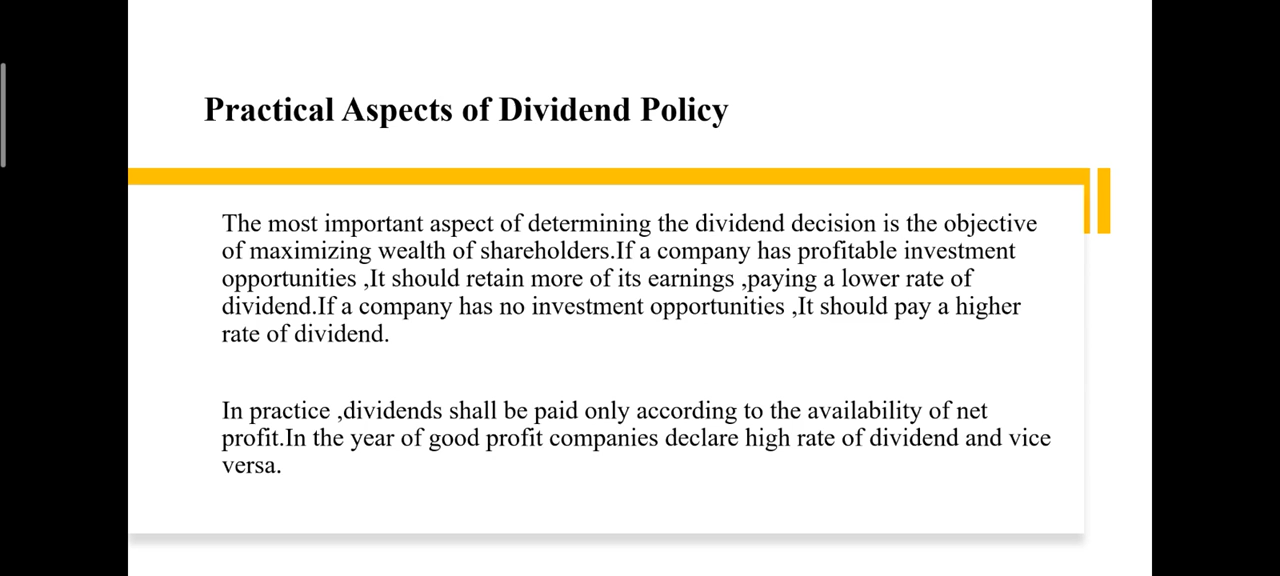 Practical Aspects of Dividend Policy
The most important aspect of determining the dividend decision is the objective
of maximizing wealth of shareholders.If a company has profitable investment
opportunities ,It should retain more of its earnings ,paying a lower rate of
dividend.If a company has no investment opportunities ,It should pay a higher
rate of dividend.
In practice ,dividends shall be paid only according to the availability of net
profit.In the year of good profit companies declare high rate of dividend and vice
versa.